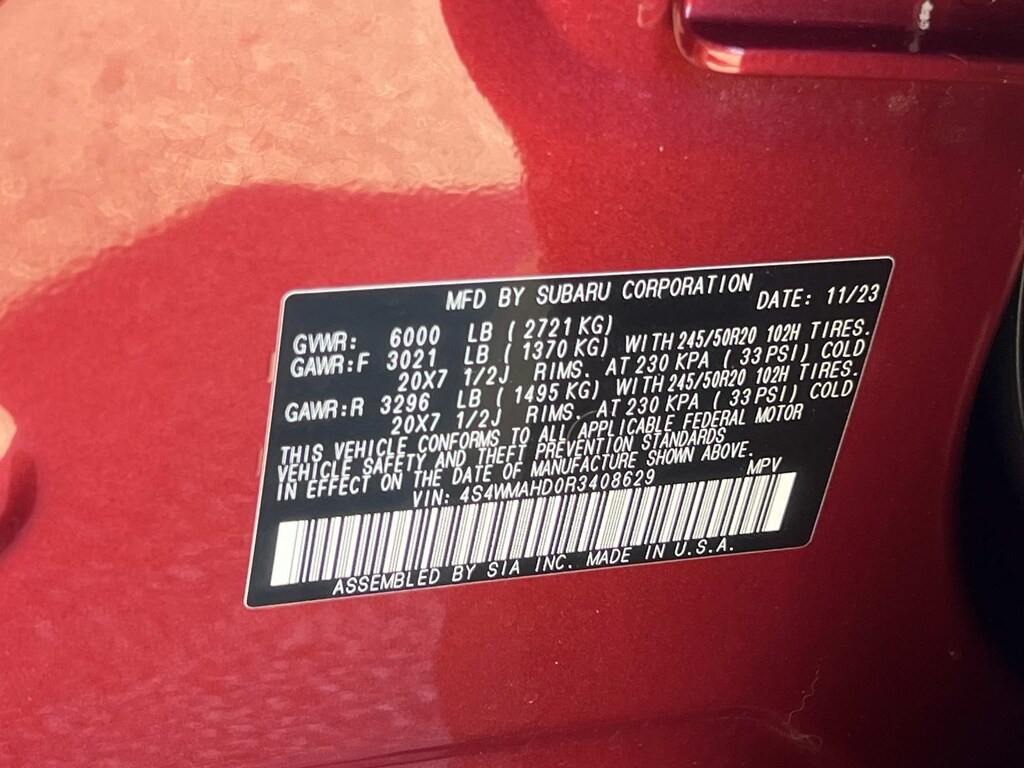 MFD BY SUBARU CORPORATION DATE: 11/23
GVWR: 6000 LB ( 2721 KG)
GAWR:F 3021 LB ( 1370 KG) WITH 245/50R20 102H TIRES.
20X7 1/2J RIMS. AT 230 KPA ( 33 PSI) COLD
GAWR:R 3296 LB ( 1495 KG) WITH 245/50R20 102H TIRES.
20X7 1/2J RIMS. AT 230 KPA ( 33 PSI) COLD
THIS VEHICLE CONFORMS TO ALL APPLICABLE FEDERAL MOTOR
VEHICLE SAFETY AND THEFT PREVENTION STANDARDS
IN EFFECT ON THE DATE OF MANUFACTURE SHOWN ABOVE.
VIN: 4S4WMAHD0R3408629 MPV
ASSEMBLED BY SIA INC. MADE IN U.S.A.